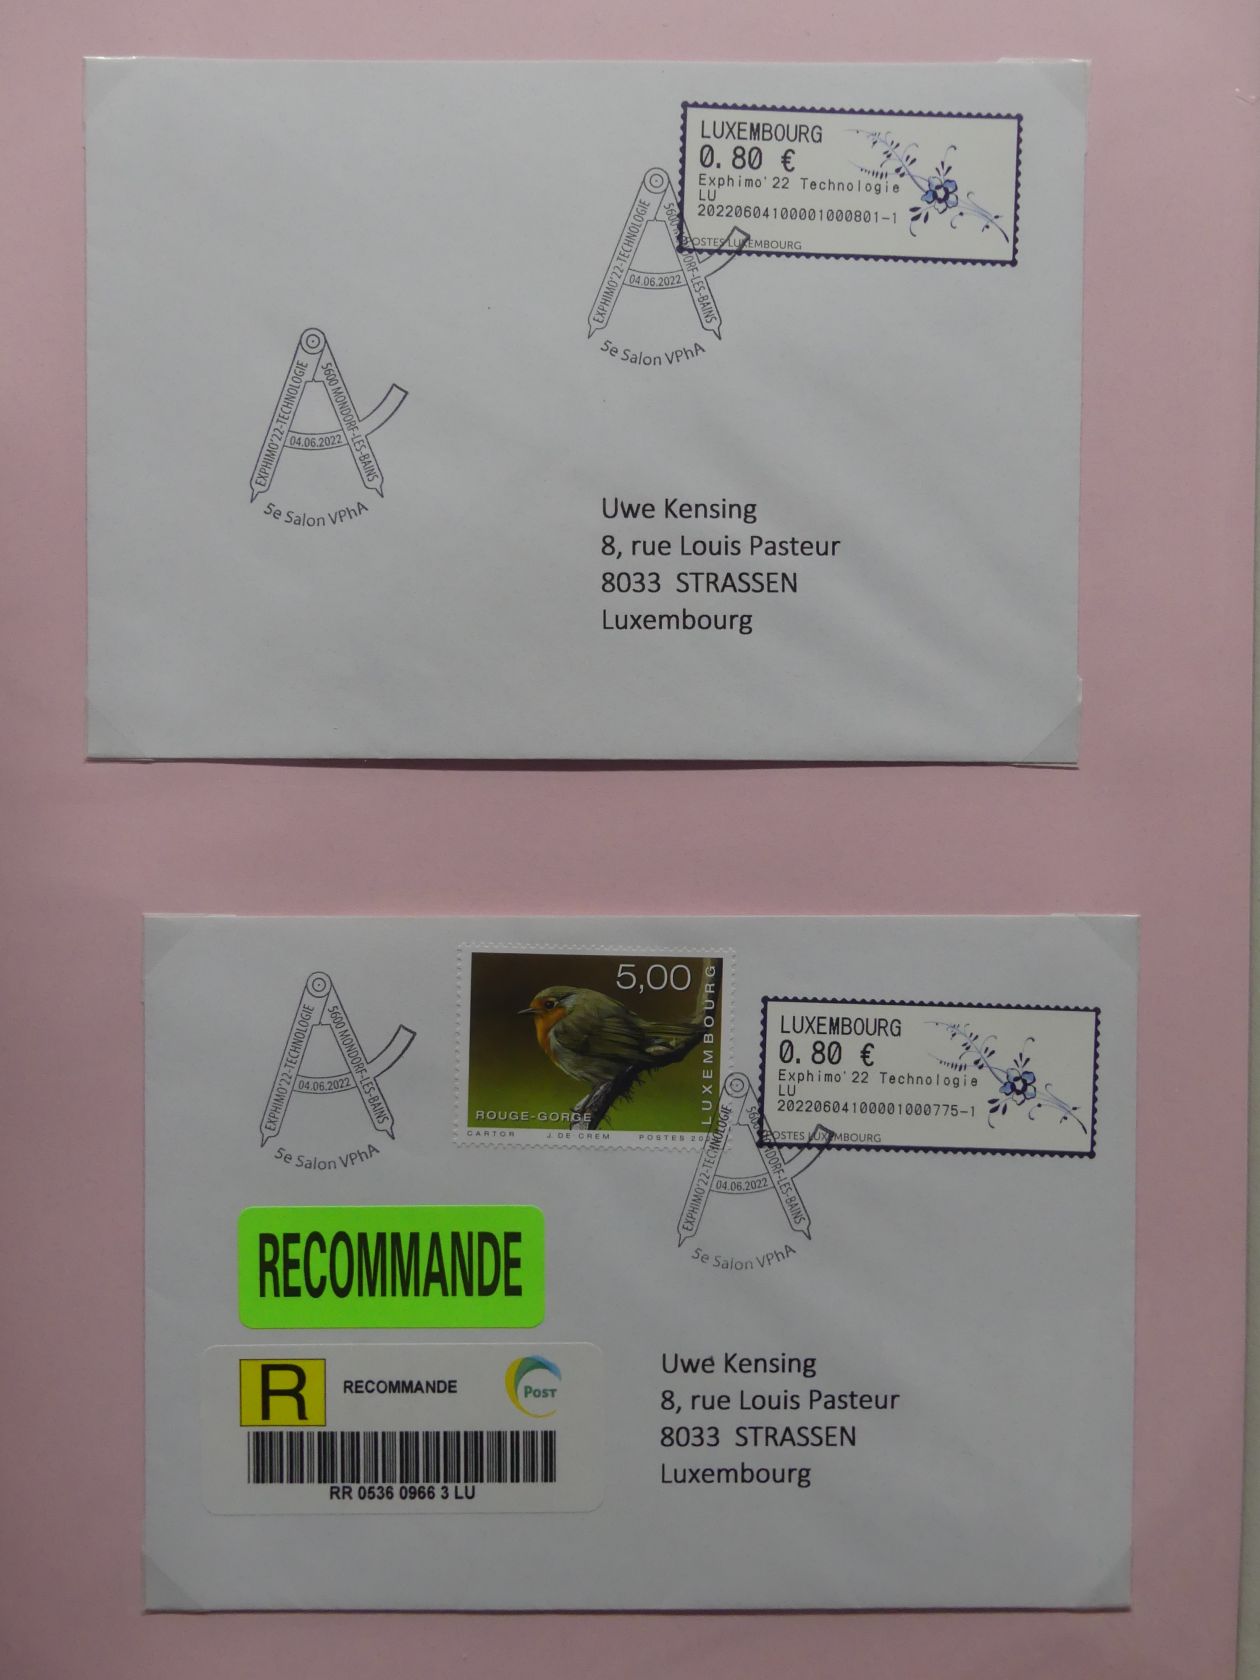 LUXEMBOURG
0.80 €
Exphimo'22 Technologie
LU
20220604100001000801-1
POSTES LUXEMBOURG
EXPHIMO'22-TECHNOLOGIE
5600 MONDORF-LES-BAINS
04.06.2022
5e Salon VPhA
EXPHIMO'22-TECHNOLOGIE
5600 MONDORF-LES-BAINS
04.06.2022
5e Salon VPhA
Uwe Kensing
8, rue Louis Pasteur
8033 STRASSEN
Luxembourg
EXPHIMO'22-TECHNOLOGIE
5600 MONDORF-LES-BAINS
04.06.2022
5e Salon VPhA
5,00
LUXEMBOURG
ROUGE-GORGE
CARTOR J. DE CREM POSTES
LUXEMBOURG
0.80 €
Exphimo'22 Technologie
LU
20220604100001000775-1
POSTES LUXEMBOURG
EXPHIMO'22-TECHNOLOGIE
5600 MONDORF-LES-BAINS
04.06.2022
5e Salon VPhA
RECOMMANDE
R RECOMMANDE POST
RR 0536 0966 3 LU
Uwe Kensing
8, rue Louis Pasteur
8033 STRASSEN
Luxembourg